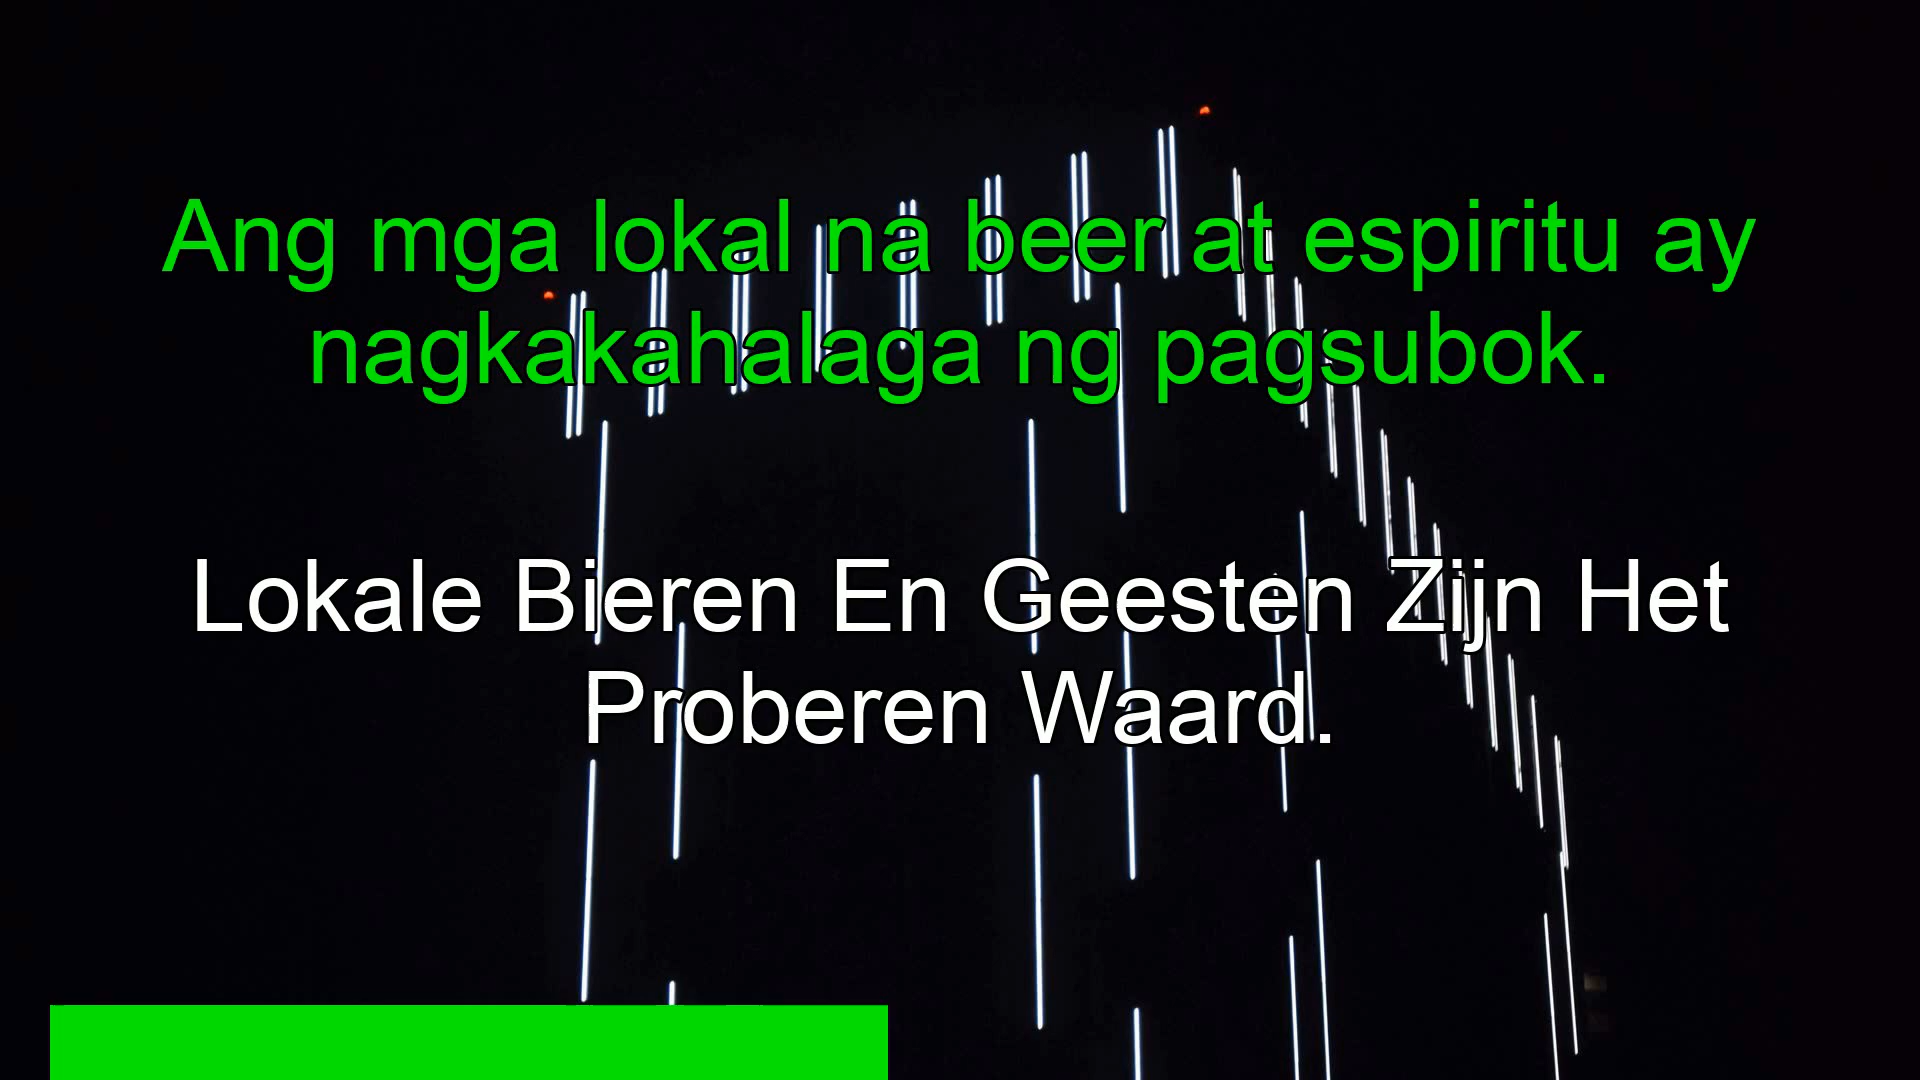 Ang mga lokal na beer at espiritu ay
nagkakahalaga ng pagsubok.
Lokale Bieren En Geesten Zijn Het
Proberen Waard.